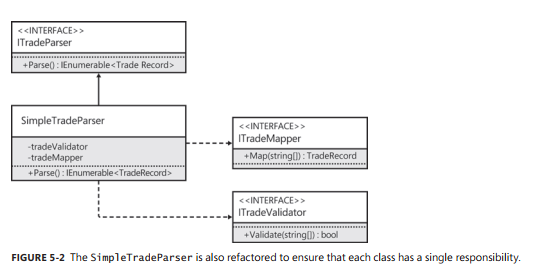 <<INTERFACE>>
ITradeParser
+Parse() : IEnumerable<Trade Record>
SimpleTradeParser
-tradeValidator
-tradeMapper
+Parse() : IEnumerable<TradeRecord>
<<INTERFACE>>
ITradeMapper
+Map(string[]) : TradeRecord
<<INTERFACE>>
ITradeValidator
+Validate(string[]) : bool
FIGURE 5-2 The SimpleTradeParser is also refactored to ensure that each class has a single responsibility.